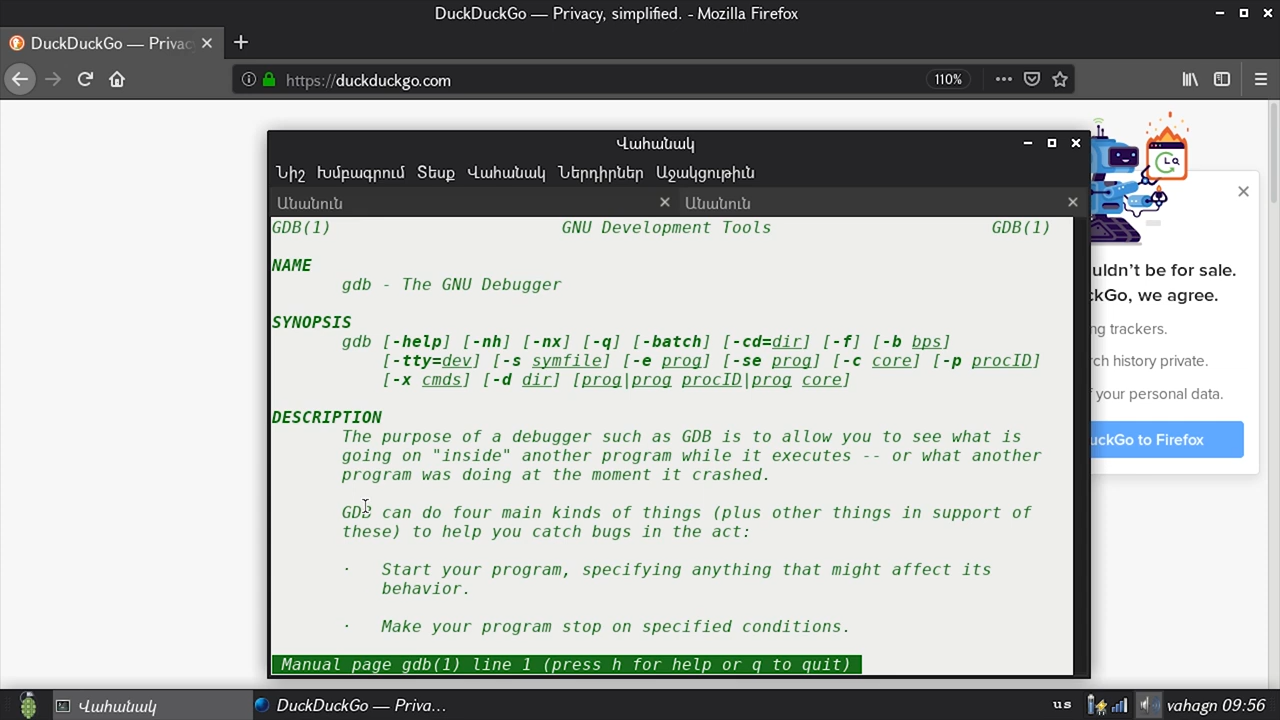 DuckDuckGo — Privacy, simplified. - Mozilla Firefox
DuckDuckGo — Privac
https://duckduckgo.com
110%
Վահանակ
Նիշ Խմբագրում Տեսք Վահանակ Ներդիրներ Աջակցութիւն
Անանուն
Անանուն
GDB(1) GNU Development Tools GDB(1)
NAME
gdb - The GNU Debugger
SYNOPSIS
gdb [-help] [-nh] [-nx] [-q] [-batch] [-cd=dir] [-f] [-b bps]
[-tty=dev] [-s symfile] [-e prog] [-se prog] [-c core] [-p procID]
[-x cmds] [-d dir] [prog|prog procID|prog core]
DESCRIPTION
The purpose of a debugger such as GDB is to allow you to see what is
going on "inside" another program while it executes -- or what another
program was doing at the moment it crashed.
GDB can do four main kinds of things (plus other things in support of
these) to help you catch bugs in the act:
· Start your program, specifying anything that might affect its
behavior.
· Make your program stop on specified conditions.
Manual page gdb(1) line 1 (press h for help or q to quit)
uldn’t be for sale.
ckGo, we agree.
ng trackers.
rch history private.
f your personal data.
uckGo to Firefox
Վահանակ
DuckDuckGo — Priva…
us
vahagn 09:56